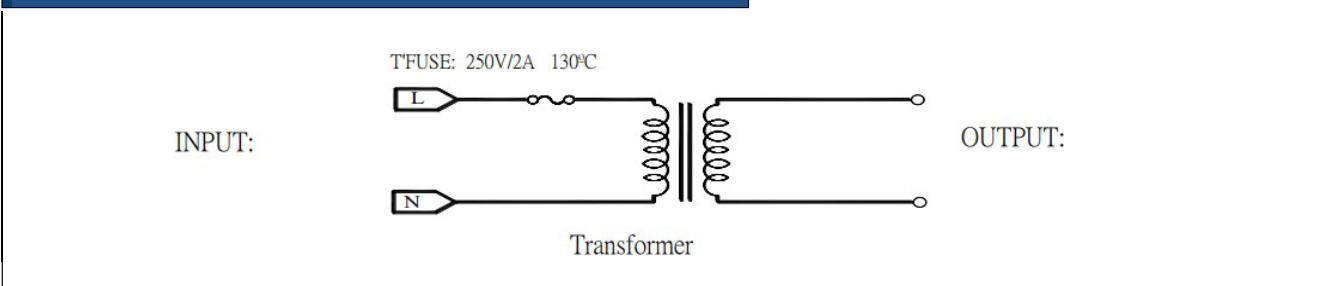 T'FUSE: 250V/2A 130ºC
L
INPUT:
OUTPUT:
N
Transformer